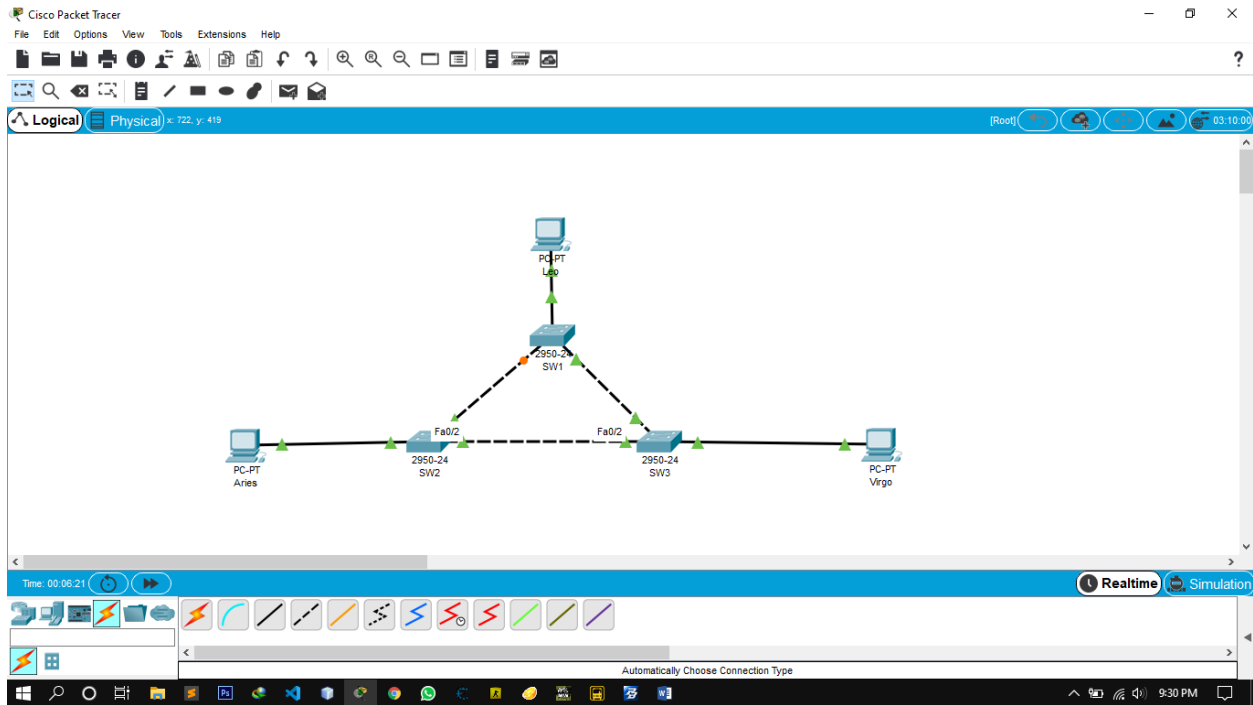 Cisco Packet Tracer
File Edit Options View Tools Extensions Help
?
Logical Physical x: 722, y: 419 [Root] 03:10:00
PC-PT
Leo
2950-24
SW1
Fa0/2 Fa0/2
PC-PT
Aries
2950-24
SW2
2950-24
SW3
PC-PT
Virgo
Time: 00:06:21 Realtime Simulation
Automatically Choose Connection Type
9:30 PM